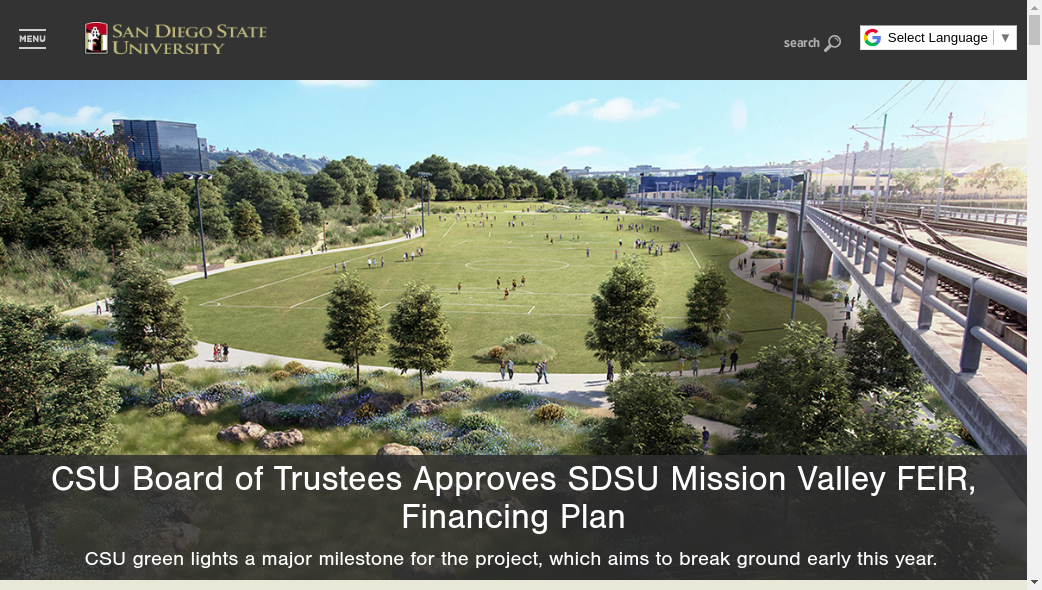 MENU
SAN DIEGO STATE
UNIVERSITY
search
Select Language ▼
CSU Board of Trustees Approves SDSU Mission Valley FEIR,
Financing Plan
CSU green lights a major milestone for the project, which aims to break ground early this year.